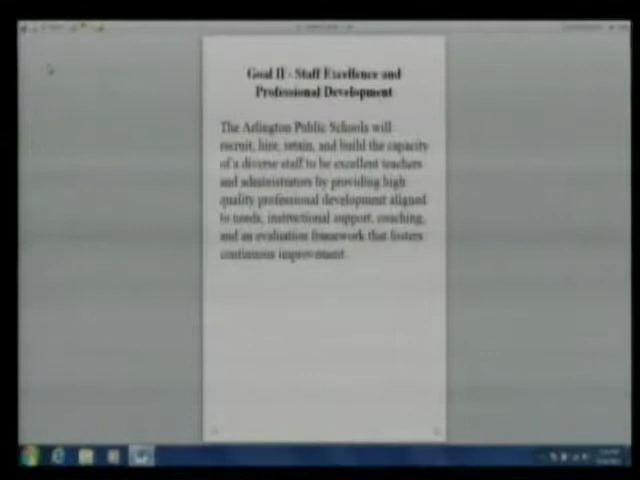 Goal II - Staff Excellence and
Professional Development
The Arlington Public Schools will
recruit, hire, retain, and build the capacity
of a diverse staff to be excellent teachers
and administrators by providing high
quality professional development aligned
to needs, instructional support, coaching,
and an evaluation framework that fosters
continuous improvement.